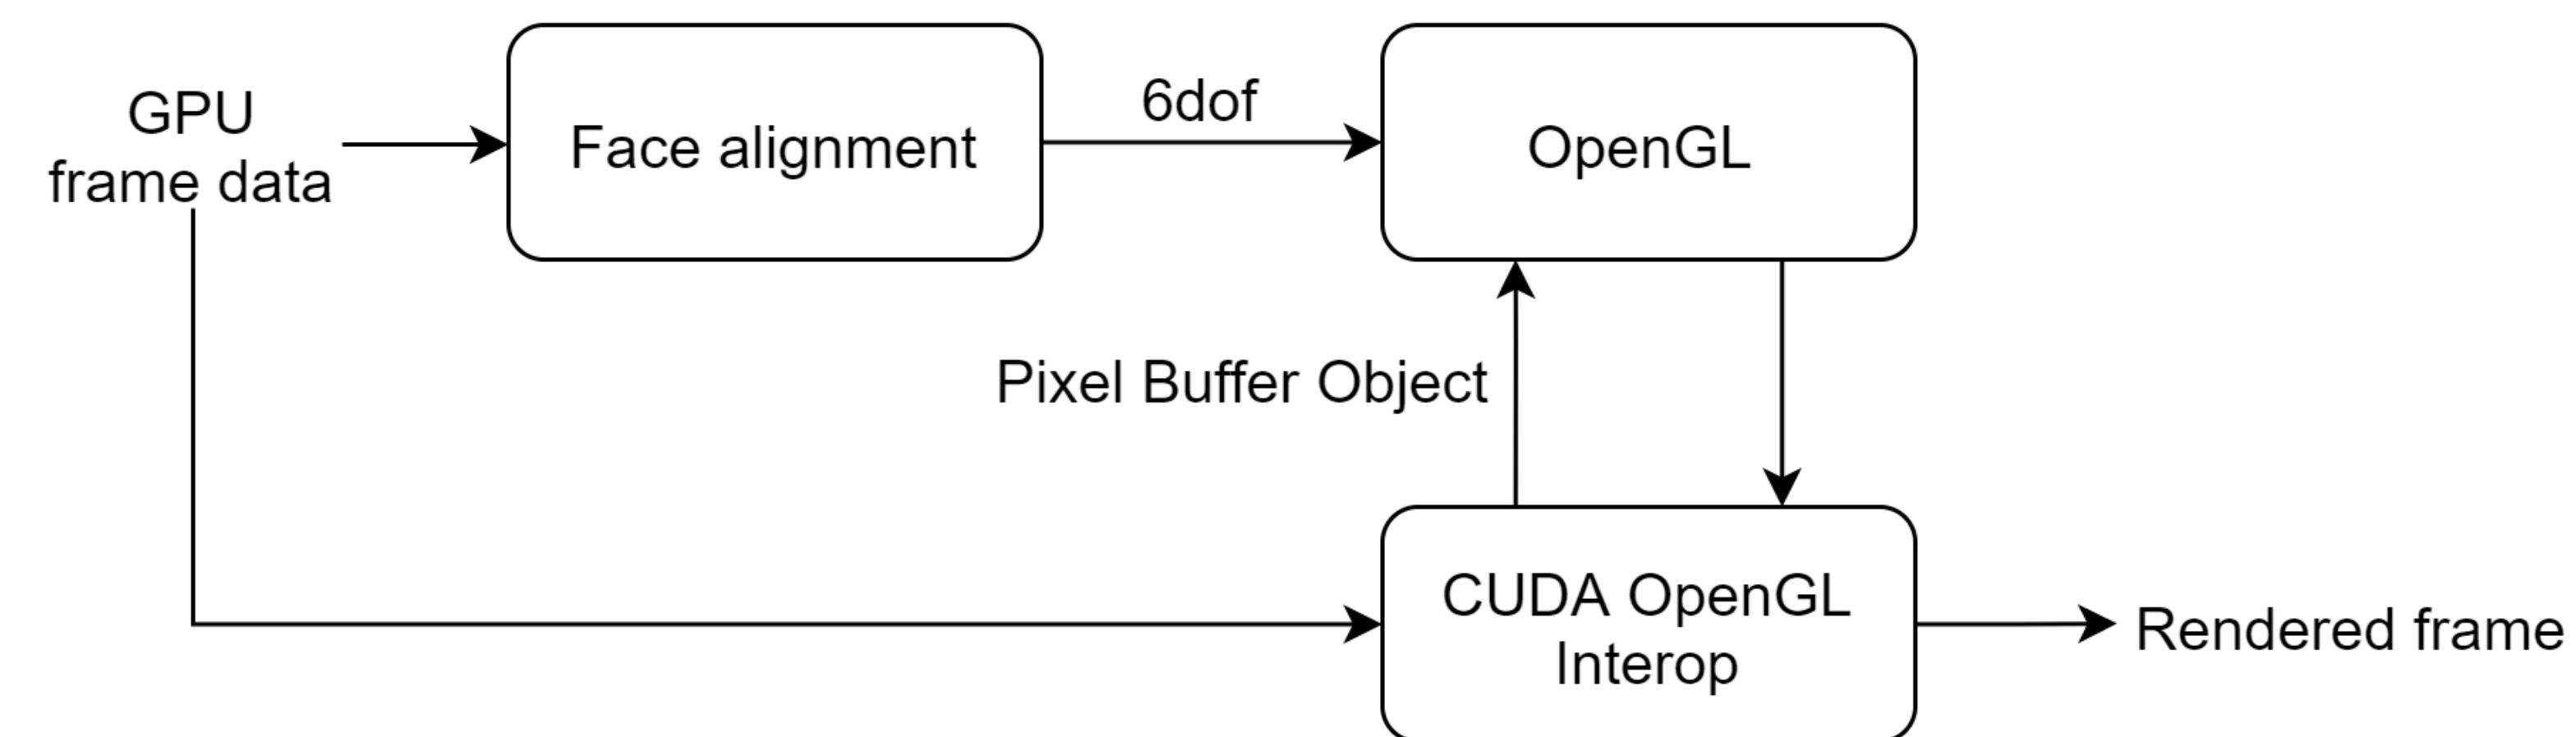 GPU
frame data
Face alignment
6dof
OpenGL
Pixel Buffer Object
CUDA OpenGL
Interop
Rendered frame